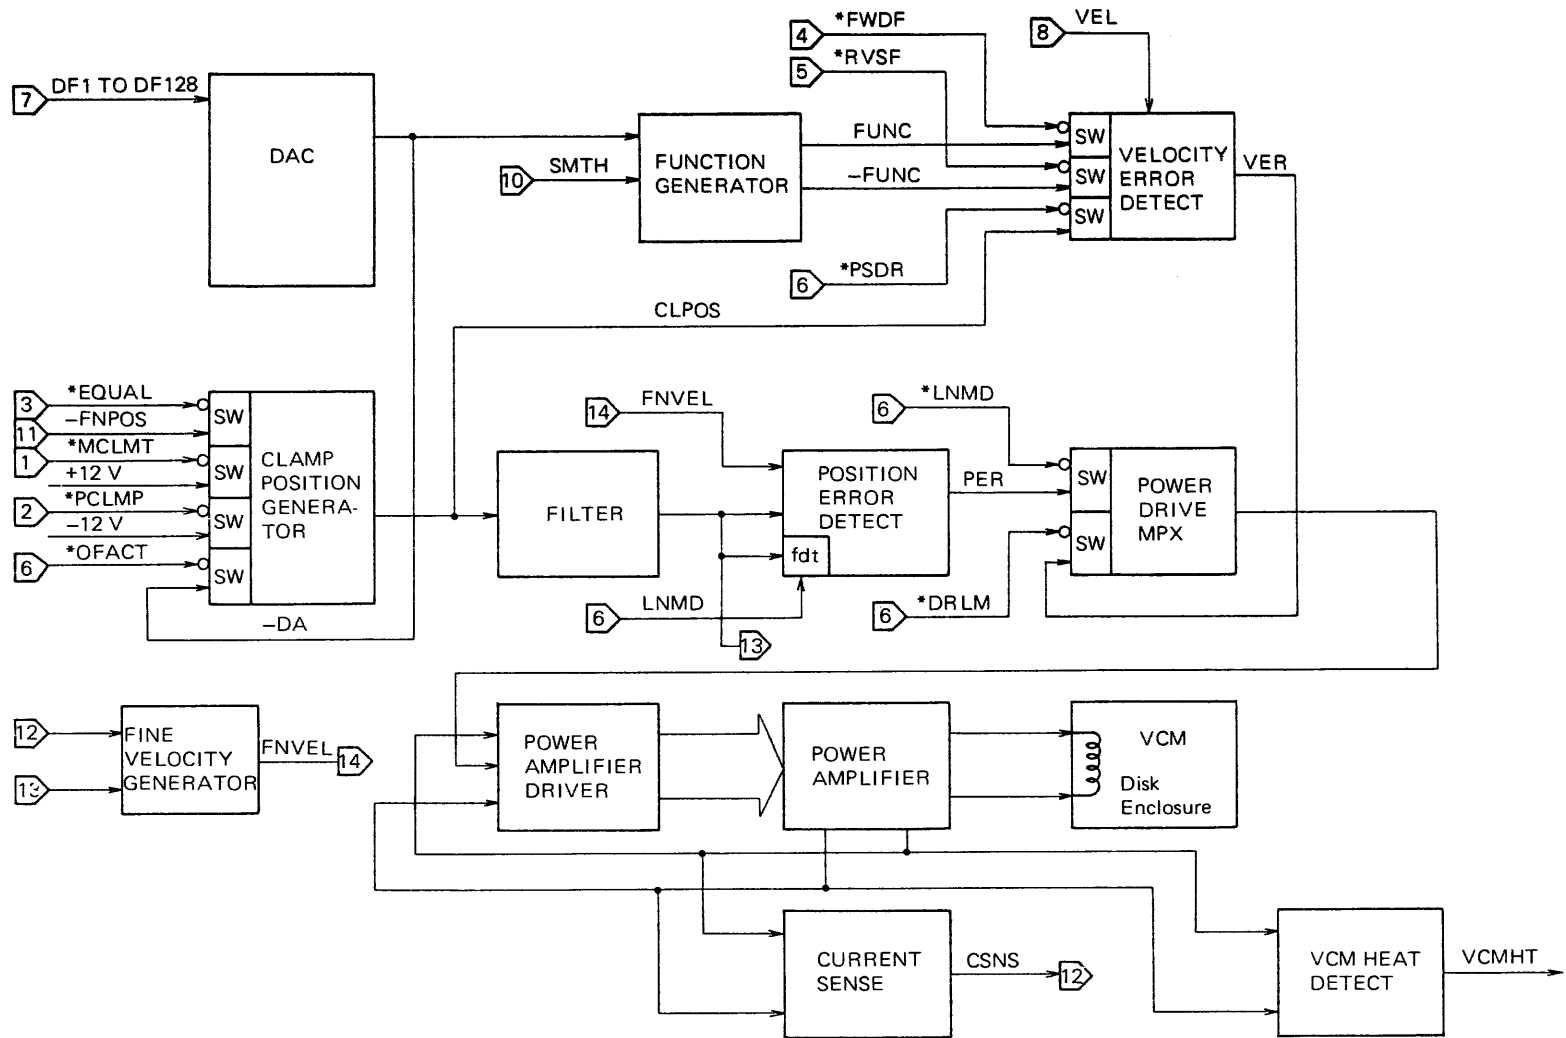 4 *FWDF
8 VEL
5 *RVSF
7 DF1 TO DF128
DAC
10 SMTH
FUNCTION
GENERATOR
FUNC
-FUNC
SW
SW
SW
VELOCITY
ERROR
DETECT
VER
6 *PSDR
CLPOS
3 *EQUAL
11 -FNPOS
1 *MCLMT
+12 V
2 *PCLMP
-12 V
6 *OFACT
SW
SW
SW
SW
CLAMP
POSITION
GENERA-
TOR
-DA
FILTER
14 FNVEL
POSITION
ERROR
DETECT
fdt
6 LNMD
13
PER
6 *LNMD
6 *DRLM
SW
SW
POWER
DRIVE
MPX
12
13
FINE
VELOCITY
GENERATOR
FNVEL 14
POWER
AMPLIFIER
DRIVER
POWER
AMPLIFIER
VCM
Disk
Enclosure
CURRENT
SENSE
CSNS 12
VCM HEAT
DETECT
VCMHT